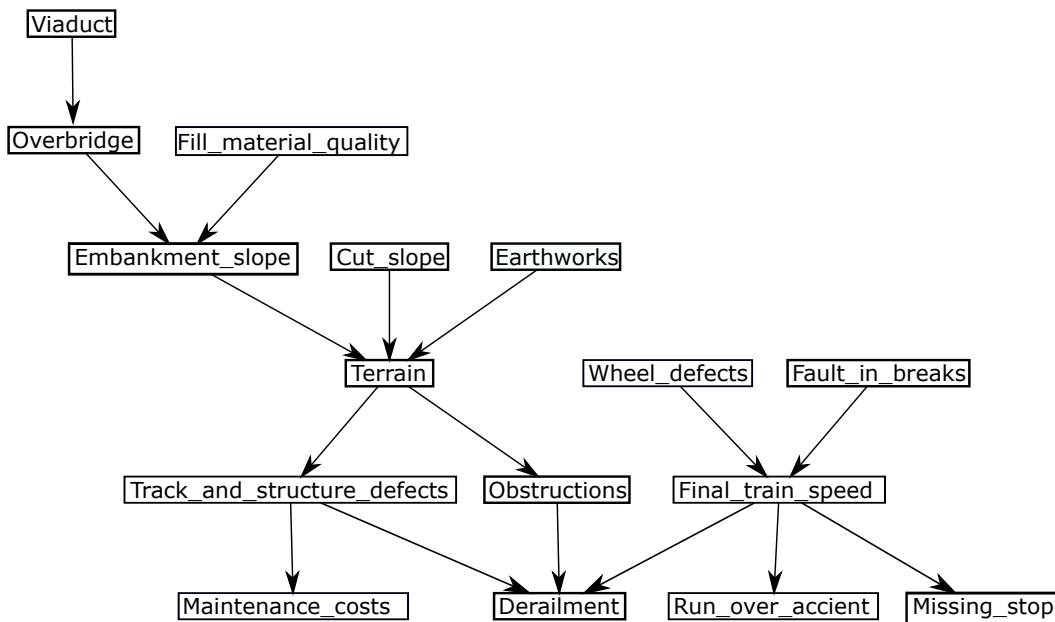 Viaduct
Overbridge
Fill_material_quality
Embankment_slope
Cut_slope
Earthworks
Terrain
Wheel_defects
Fault_in_breaks
Track_and_structure_defects
Obstructions
Final_train_speed
Maintenance_costs
Derailment
Run_over_accient
Missing_stop